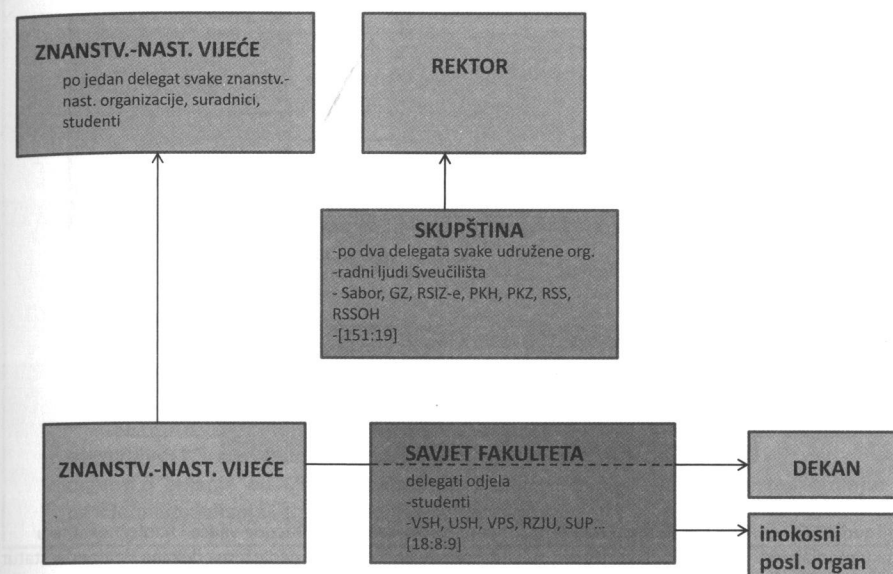 ZNANSTV.-NAST. VIJEĆE
po jedan delegat svake znanstv.-
nast. organizacije, suradnici,
studenti
REKTOR
SKUPŠTINA
-po dva delegata svake udružene org.
-radni ljudi Sveučilišta
- Sabor, GZ, RSIZ-e, PKH, PKZ, RSS,
RSSOH
-[151:19]
ZNANSTV.-NAST. VIJEĆE
SAVJET FAKULTETA
delegati odjela
-studenti
-VSH, USH, VPS, RZJU, SUP...
[18:8:9]
DEKAN
inokosni
posl. organ